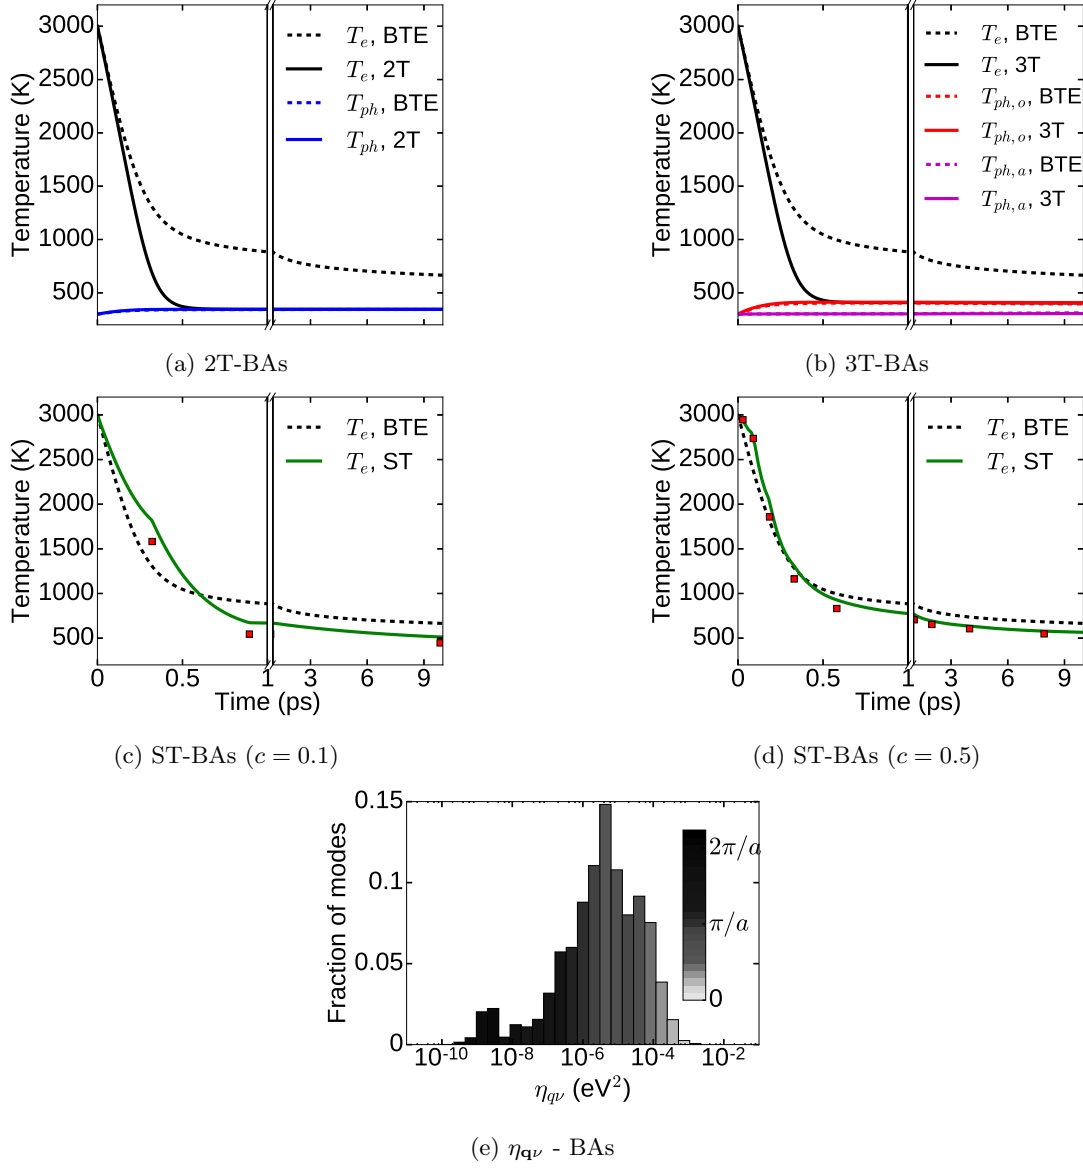 3000
2500
2000
1500
1000
500
Temperature (K)
T_e, BTE
T_e, 2T
T_ph, BTE
T_ph, 2T
(a) 2T-BAs
3000
2500
2000
1500
1000
500
Temperature (K)
T_e, BTE
T_e, 3T
T_ph,o, BTE
T_ph,o, 3T
T_ph,a, BTE
T_ph,a, 3T
(b) 3T-BAs
3000
2500
2000
1500
1000
500
Temperature (K)
T_e, BTE
T_e, ST
0 0.5 1 3 6 9
Time (ps)
(c) ST-BAs (c = 0.1)
3000
2500
2000
1500
1000
500
Temperature (K)
T_e, BTE
T_e, ST
0 0.5 1 3 6 9
Time (ps)
(d) ST-BAs (c = 0.5)
0.15
0.1
0.05
0
Fraction of modes
2π/a
π/a
0
10^-10 10^-8 10^-6 10^-4 10^-2
η_qν (eV^2)
(e) η_qν - BAs